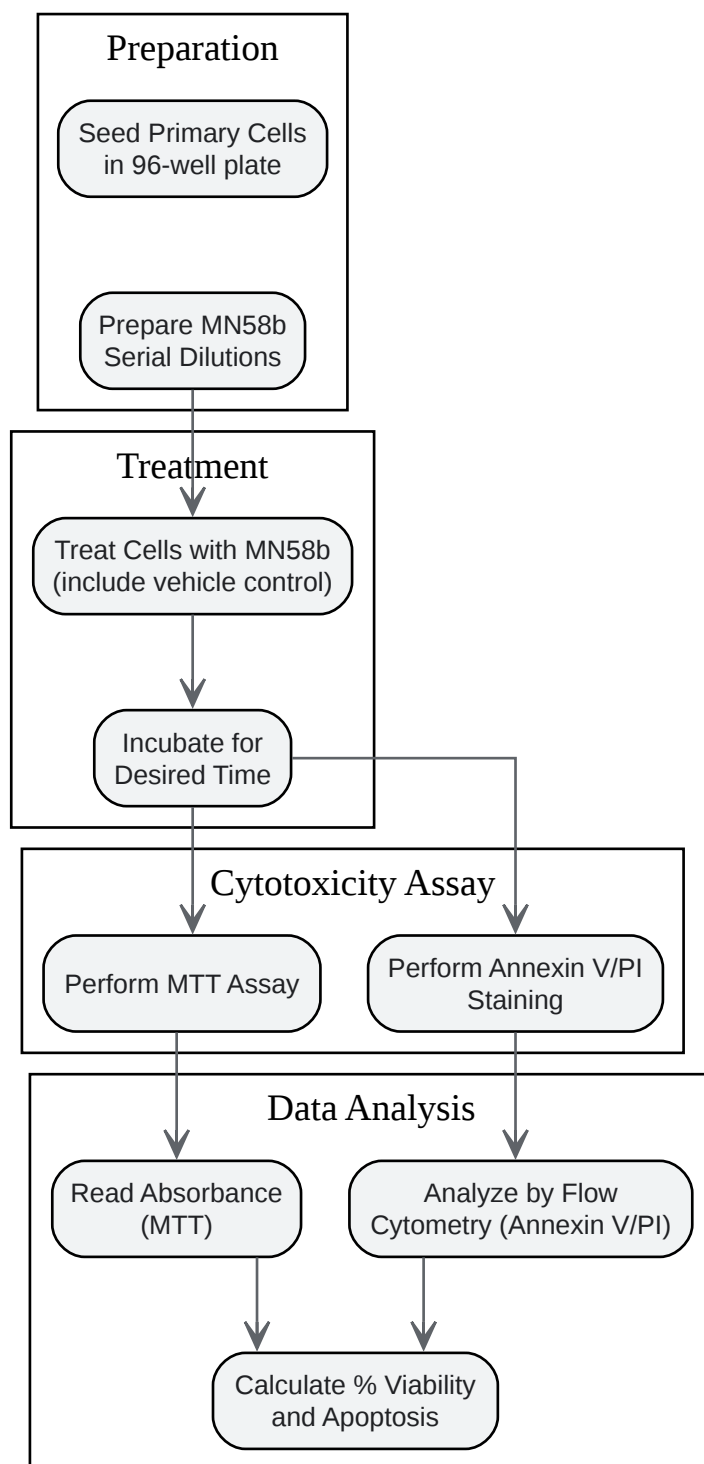 Preparation
Seed Primary Cells
in 96-well plate
Prepare MN58b
Serial Dilutions
Treatment
Treat Cells with MN58b
(include vehicle control)
Incubate for
Desired Time
Cytotoxicity Assay
Perform MTT Assay
Perform Annexin V/PI
Staining
Data Analysis
Read Absorbance
(MTT)
Analyze by Flow
Cytometry (Annexin V/PI)
Calculate % Viability
and Apoptosis